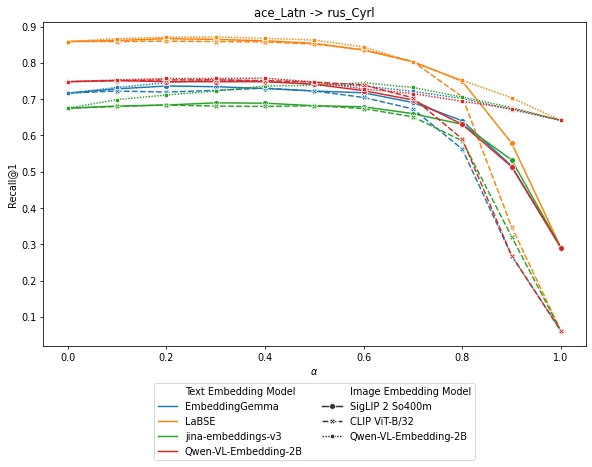 ace_Latn -> rus_Cyrl
Recall@1
0.9
0.8
0.7
0.6
0.5
0.4
0.3
0.2
0.1
0.0 0.2 0.4 0.6 0.8 1.0
α
Text Embedding Model Image Embedding Model
EmbeddingGemma SigLIP 2 So400m
LaBSE CLIP ViT-B/32
jina-embeddings-v3 Qwen-VL-Embedding-2B
Qwen-VL-Embedding-2B